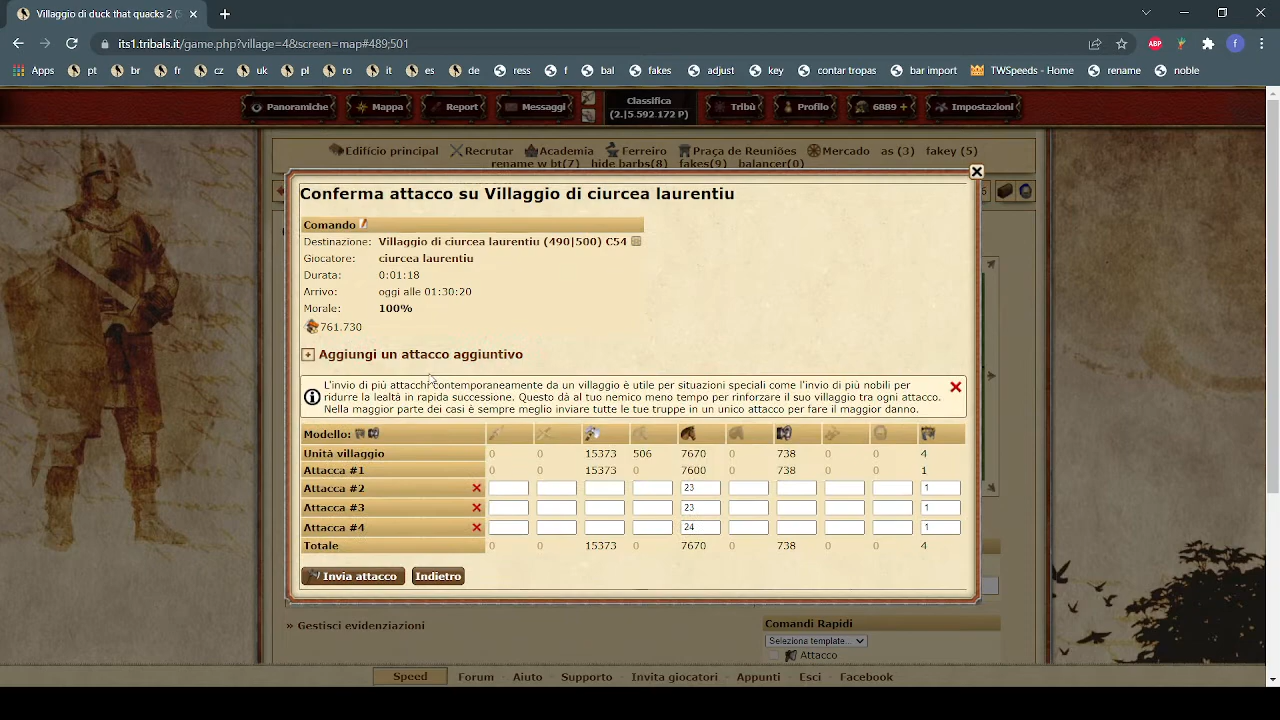 Villaggio di duck that quacks 2 (5
its1.tribals.it/game.php?village=4&screen=map#489;501
ABP
f
Apps pt br fr cz uk pl ro it es de ress f bal fakes adjust key contar tropas bar import TWSpeeds - Home rename noble
Panoramiche Mappa Report Messaggi Classifica Tribù Profilo 6889 Impostazioni
(2.|5.592.172 P)
Edifício principal Recrutar Academia Ferreiro Praça de Reuniões Mercado as (3) fakey (5)
rename w bt(7) hide barbs(8) fakes(9) balancer(0)
Conferma attacco su Villaggio di ciurcea laurentiu
Comando
Destinazione: Villaggio di ciurcea laurentiu (490|500) C54
Giocatore: ciurcea laurentiu
Durata: 0:01:18
Arrivo: oggi alle 01:30:20
Morale: 100%
761.730
Aggiungi un attacco aggiuntivo
L'invio di più attacchi contemporaneamente da un villaggio è utile per situazioni speciali come l'invio di più nobili per
ridurre la lealtà in rapida successione. Questo dà al tuo nemico meno tempo per rinforzare il suo villaggio tra ogni attacco.
Nella maggior parte dei casi è sempre meglio inviare tutte le tue truppe in un unico attacco per fare il maggior danno.
Modello:
Unità villaggio 0 0 15373 506 7670 0 738 0 0 4
Attacca #1 0 0 15373 0 7600 0 738 0 0 1
Attacca #2 23 1
Attacca #3 23 1
Attacca #4 24 1
Totale 0 0 15373 0 7670 0 738 0 0 4
Invia attacco Indietro
» Gestisci evidenziazioni
Comandi Rapidi
Seleziona template...
Attacco
Speed Forum Aiuto Supporto Invita giocatori Appunti Esci Facebook